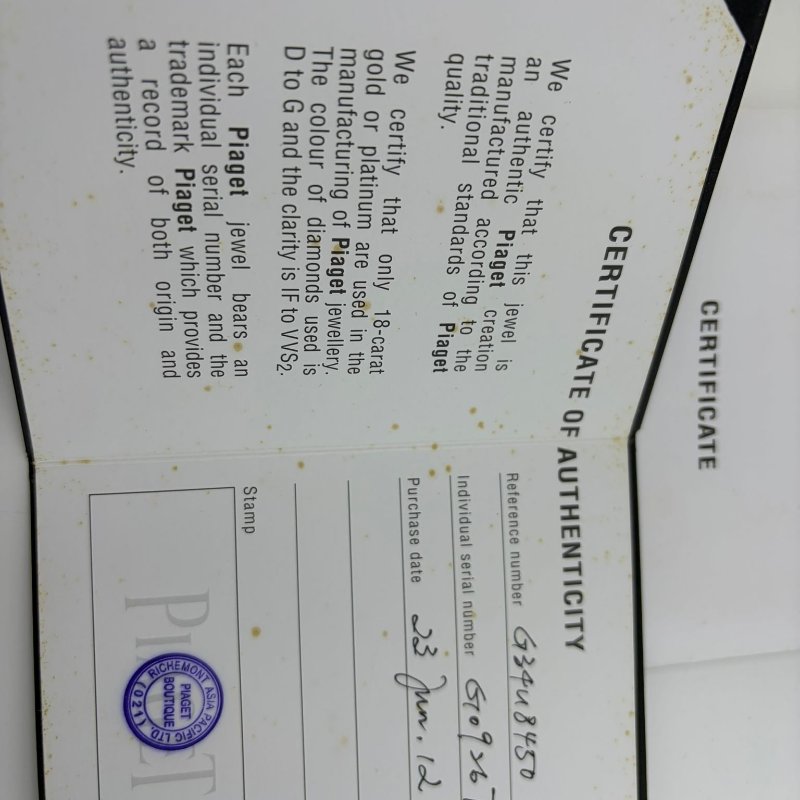 CERTIFICATE
CERTIFICATE OF AUTHENTICITY
We certify that this jewel is
an authentic Piaget creation
manufactured according to the
traditional standards of Piaget
quality.
We certify that only 18-carat
gold or platinum are used in the
manufacturing of Piaget jewellery.
The colour of diamonds used is
D to G and the clarity is IF to VVS2.
Each Piaget jewel bears an
individual serial number and the
trademark Piaget which provides
a record of both origin and
authenticity.
Reference number G34U8450
Individual serial number
Purchase date 23 Jun. 12
Stamp
RICHEMONT ASIA PACIFIC LTD.
PIAGET
BOUTIQUE
(021)